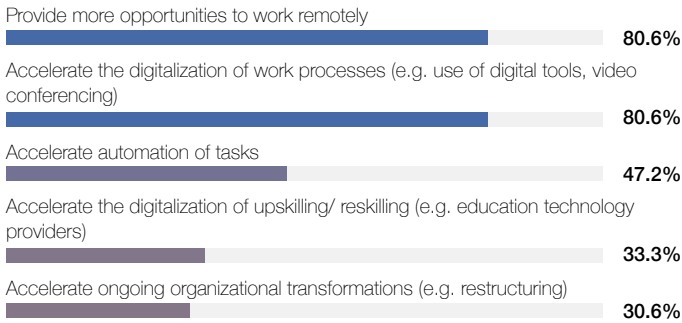 Provide more opportunities to work remotely
80.6%
Accelerate the digitalization of work processes (e.g. use of digital tools, video
conferencing)
80.6%
Accelerate automation of tasks
47.2%
Accelerate the digitalization of upskilling/ reskilling (e.g. education technology
providers)
33.3%
Accelerate ongoing organizational transformations (e.g. restructuring)
30.6%